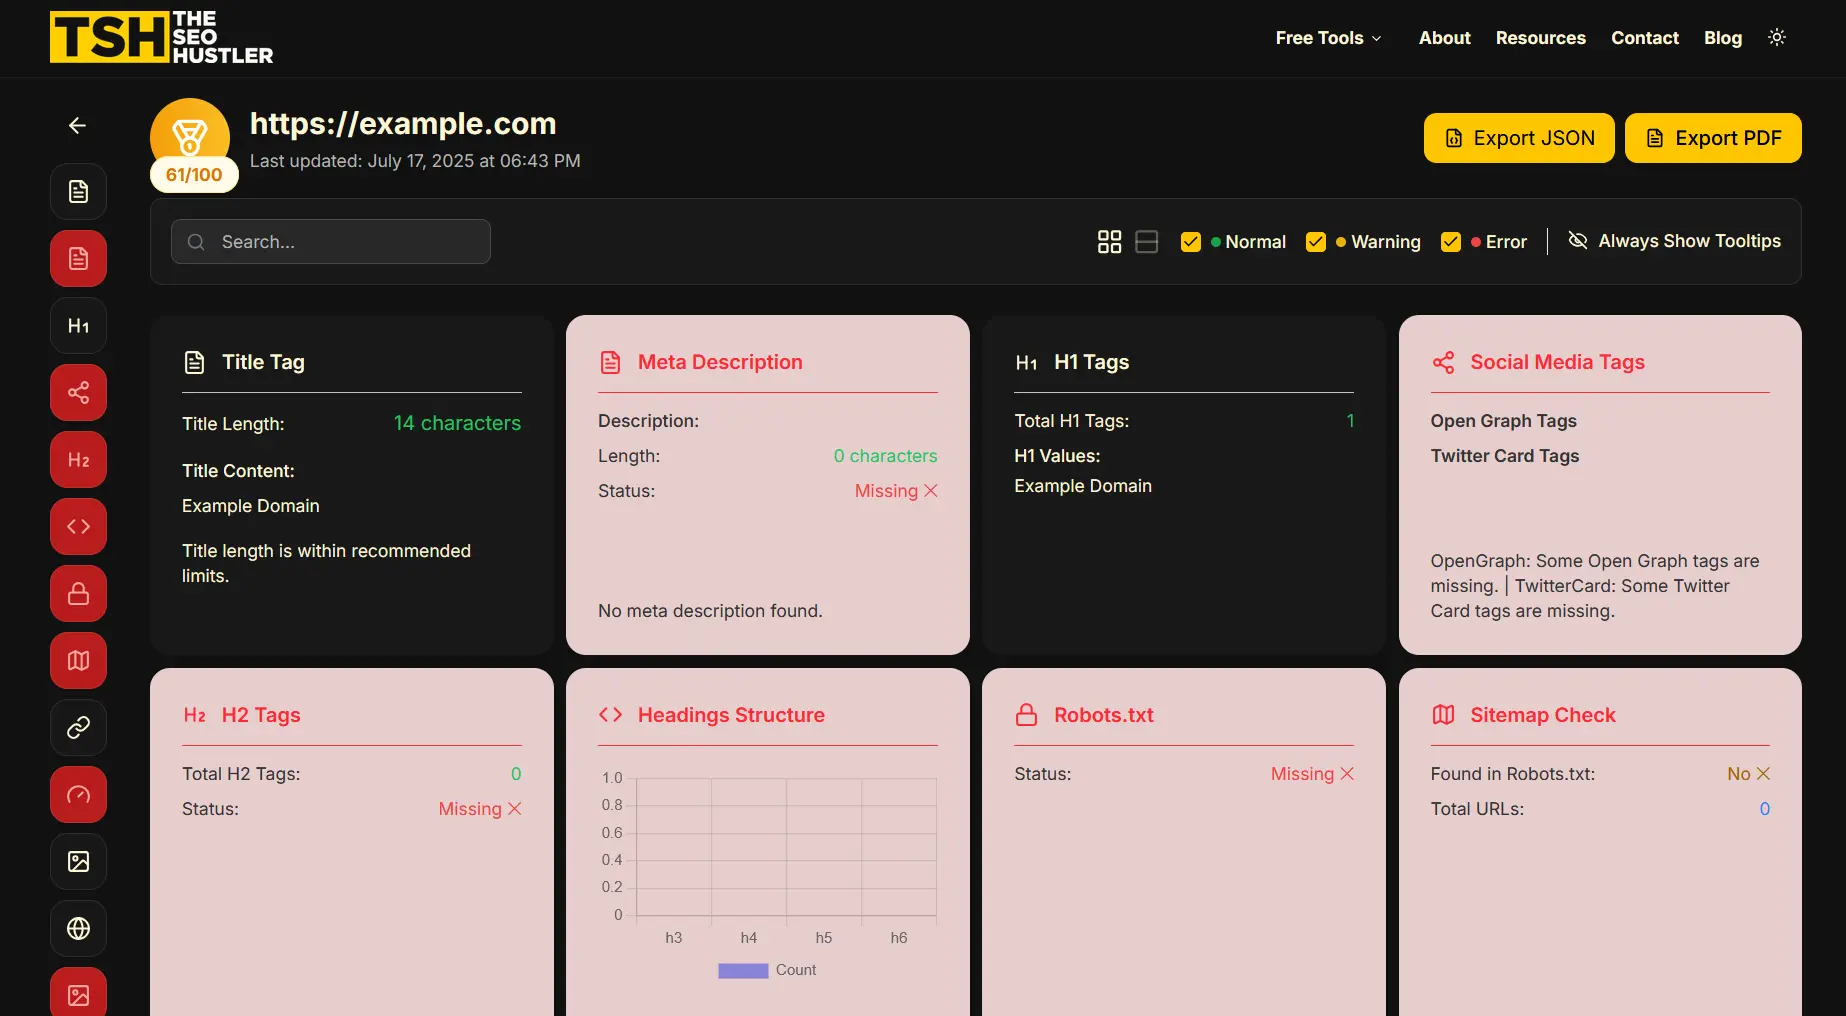 TSH THE
SEO
HUSTLER
Free Tools
About
Resources
Contact
Blog
61/100
https://example.com
Last updated: July 17, 2025 at 06:43 PM
Export JSON
Export PDF
Search...
Normal
Warning
Error
Always Show Tooltips
H1
H2
Title Tag
Title Length: 14 characters
Title Content:
Example Domain
Title length is within recommended
limits.
Meta Description
Description:
Length: 0 characters
Status: Missing
No meta description found.
H1 H1 Tags
Total H1 Tags: 1
H1 Values:
Example Domain
Social Media Tags
Open Graph Tags
Twitter Card Tags
OpenGraph: Some Open Graph tags are
missing. | TwitterCard: Some Twitter
Card tags are missing.
H2 H2 Tags
Total H2 Tags: 0
Status: Missing
Headings Structure
1.0
0.8
0.6
0.4
0.2
0
h3 h4 h5 h6
Count
Robots.txt
Status: Missing
Sitemap Check
Found in Robots.txt: No
Total URLs: 0